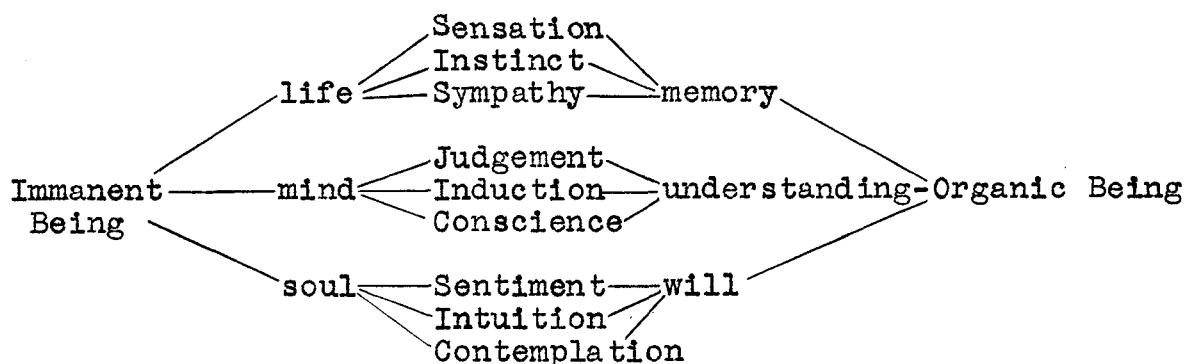 Sensation
Instinct
life Sympathy memory
Judgement
Immanent mind Induction understanding-Organic Being
Being Conscience
soul Sentiment will
Intuition
Contemplation